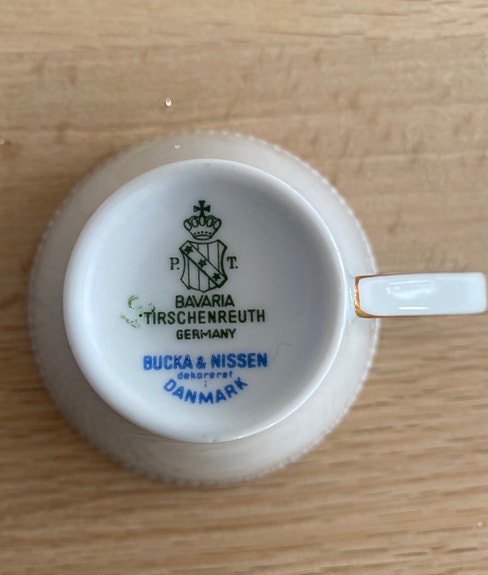 P. T.
BAVARIA
TIRSCHENREUTH
GERMANY
BUCKA & NISSEN
dekoreret
i
DANMARK